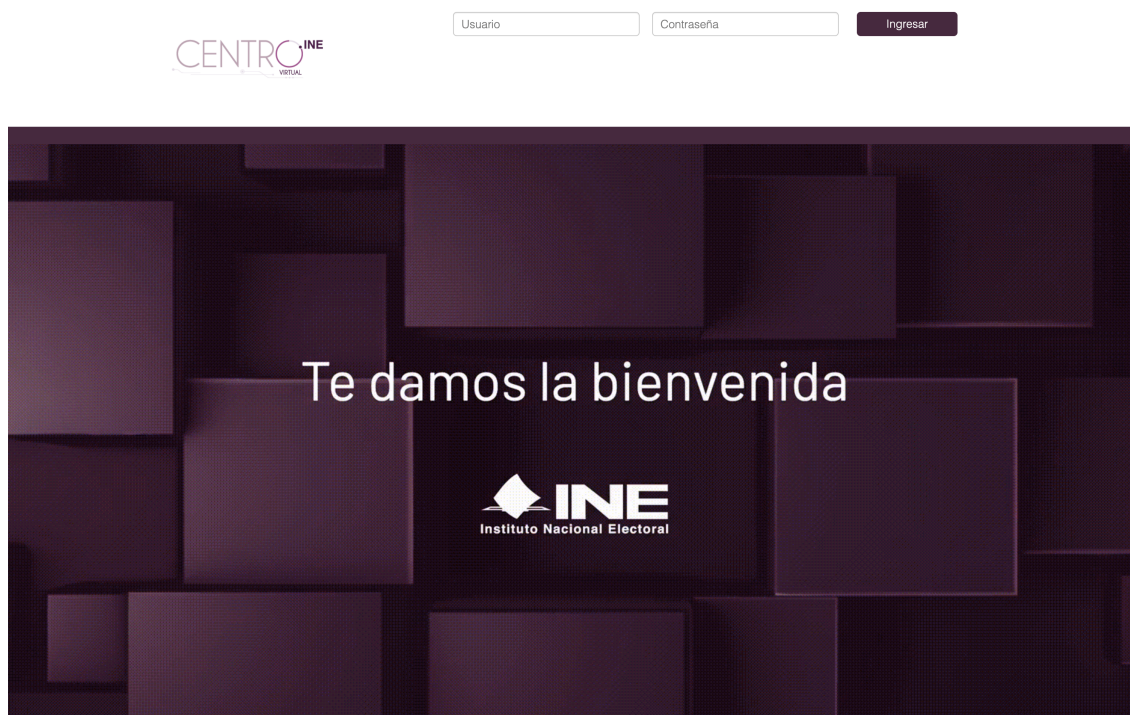 Usuario
Contraseña
Ingresar
CENTRO.INE
VIRTUAL
Te damos la bienvenida
INE
Instituto Nacional Electoral